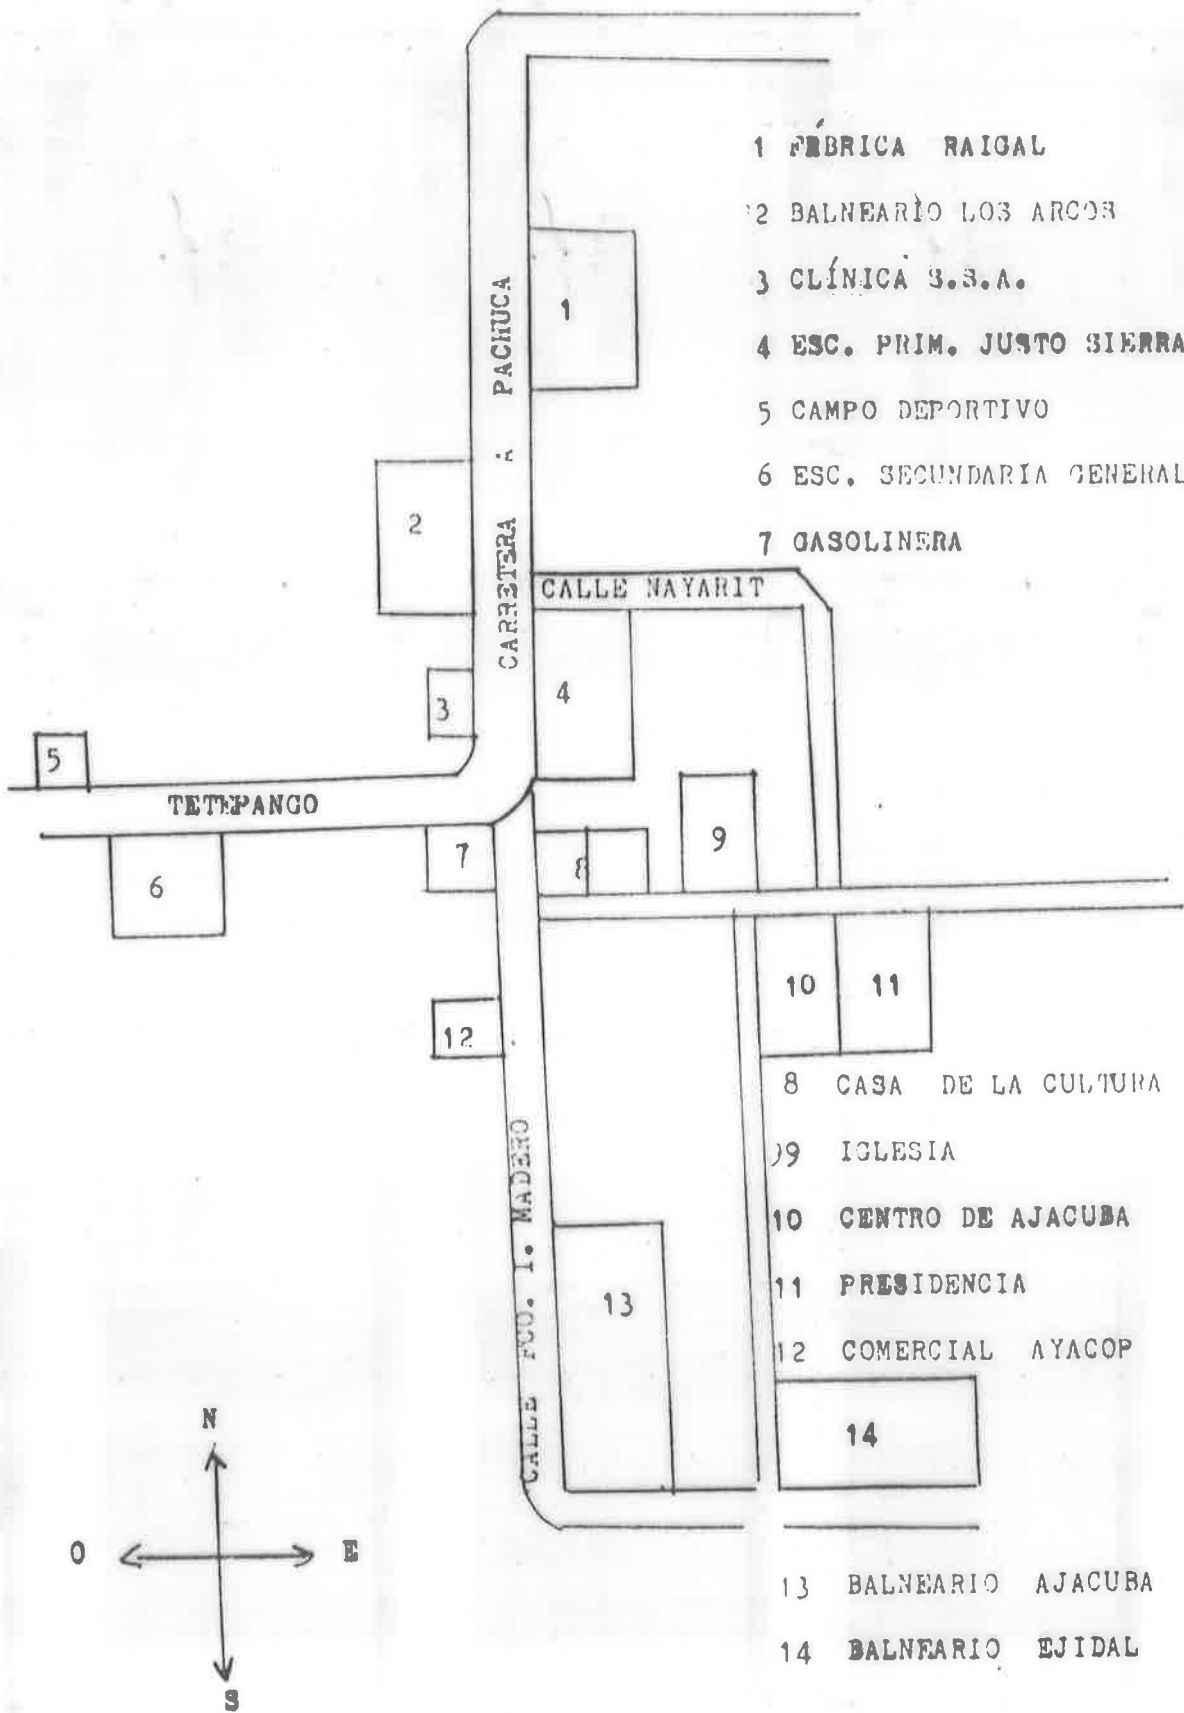 1 FÁBRICA RAIGAL
2 BALNEARIO LOS ARCOS
3 CLÍNICA S.S.A.
4 ESC. PRIM. JUSTO SIERRA
5 CAMPO DEPORTIVO
6 ESC. SECUNDARIA GENERAL
7 GASOLINERA
CARRETERA A PACHUCA
1
2
CALLE NAYARIT
3
4
5
TETEPANGO
6
7
8
9
10
11
12
8 CASA DE LA CULTURA
99 IGLESIA
10 CENTRO DE AJACUBA
11 PRESIDENCIA
12 COMERCIAL AYACOP
CALLE FCO. I. MADERO
13
14
N
O
E
S
13 BALNEARIO AJACUBA
14 BALNEARIO EJIDAL